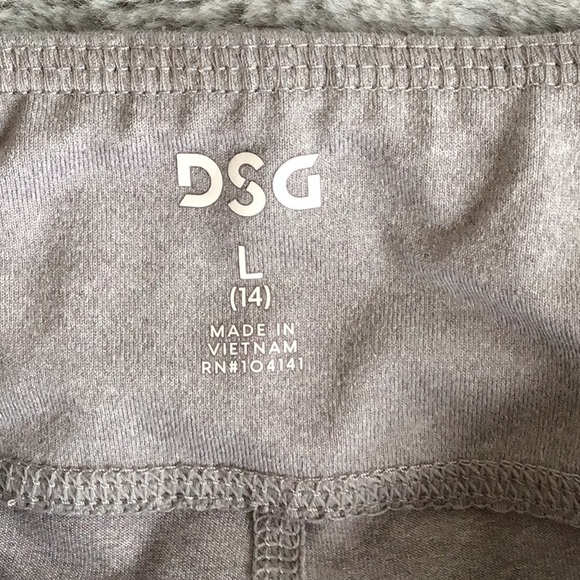 DSG
L
(14)
MADE IN
VIETNAM
RN#104141